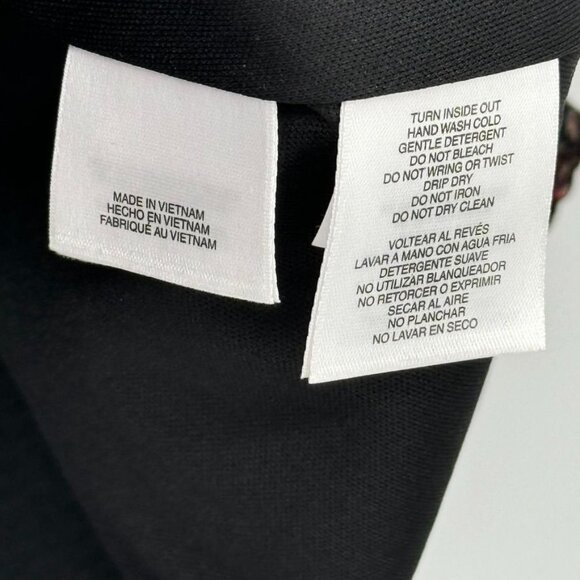 MADE IN VIETNAM
HECHO EN VIETNAM
FABRIQUÉ AU VIETNAM
TURN INSIDE OUT
HAND WASH COLD
GENTLE DETERGENT
DO NOT BLEACH
DO NOT WRING OR TWIST
DRIP DRY
DO NOT IRON
DO NOT DRY CLEAN
VOLTEAR AL REVÉS
LAVAR A MANO CON AGUA FRIA
DETERGENTE SUAVE
NO UTILIZAR BLANQUEADOR
NO RETORCER O EXPRIMIR
SECAR AL AIRE
NO PLANCHAR
NO LAVAR EN SECO